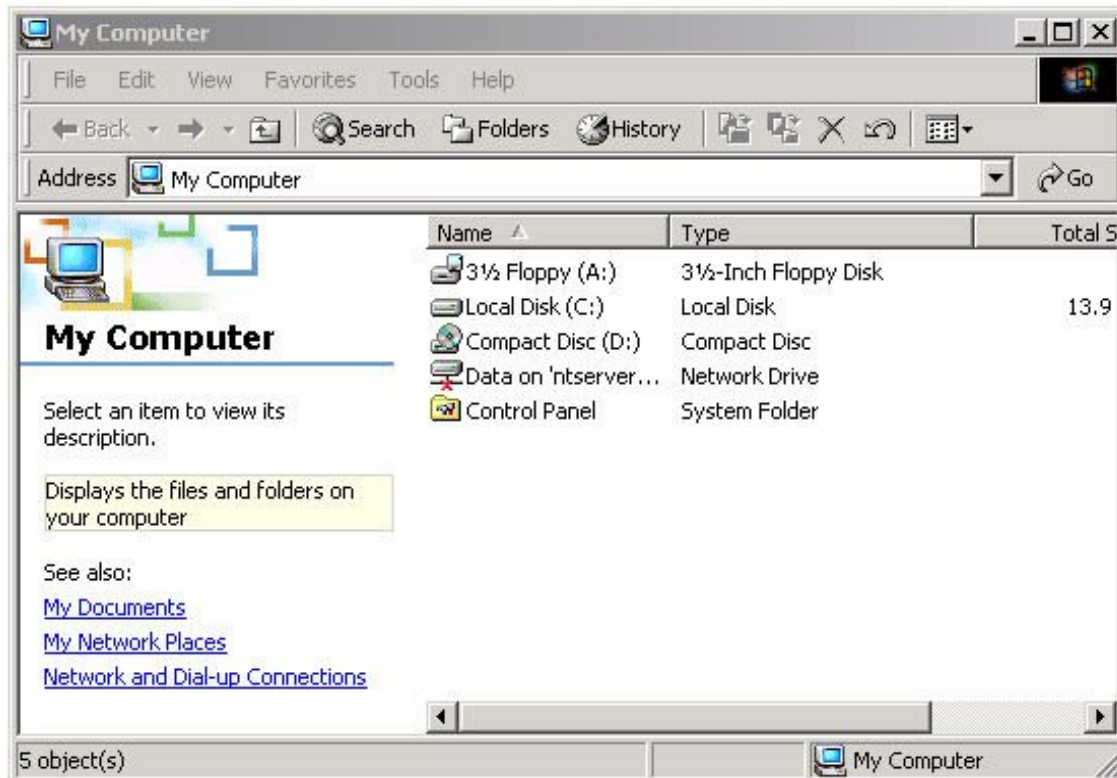 My Computer
File Edit View Favorites Tools Help
Back Search Folders History
Address My Computer Go
Name Type Total S
3½ Floppy (A:) 3½-Inch Floppy Disk
Local Disk (C:) Local Disk 13.9
Compact Disc (D:) Compact Disc
Data on 'ntserver... Network Drive
Control Panel System Folder
My Computer
Select an item to view its
description.
Displays the files and folders on
your computer
See also:
My Documents
My Network Places
Network and Dial-up Connections
5 object(s) My Computer